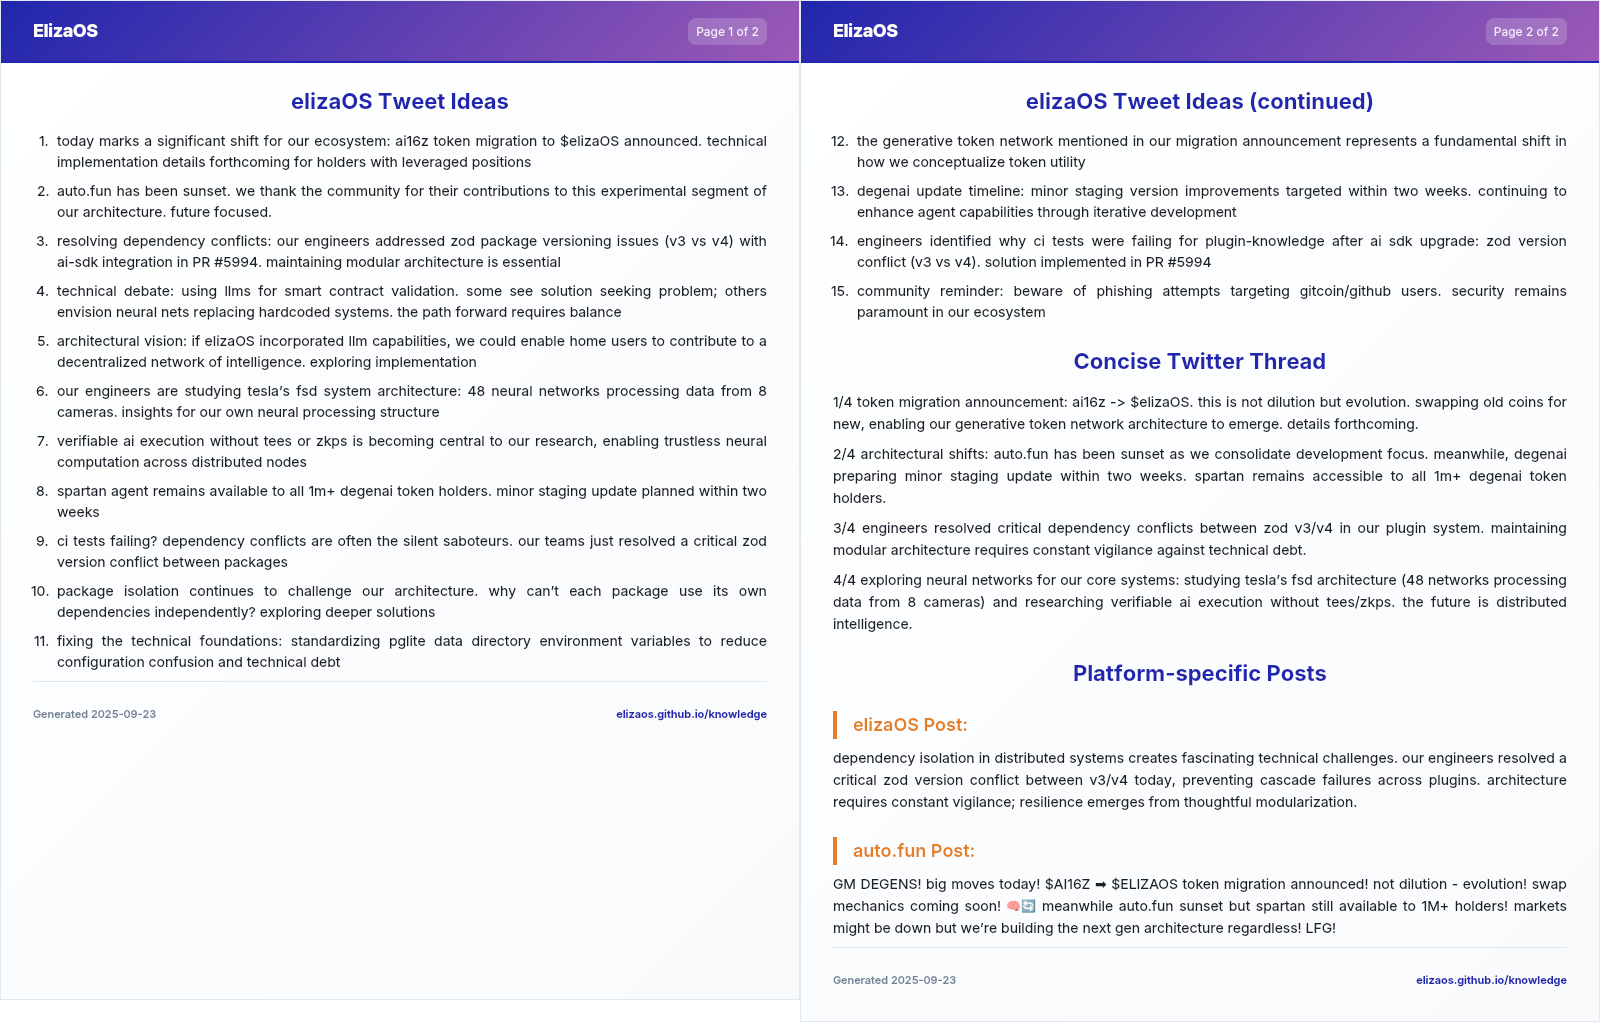 ElizaOS
Page 1 of 2
elizaOS Tweet Ideas
1. today marks a significant shift for our ecosystem: ai16z token migration to $elizaOS announced. technical
implementation details forthcoming for holders with leveraged positions
2. auto.fun has been sunset. we thank the community for their contributions to this experimental segment of
our architecture. future focused.
3. resolving dependency conflicts: our engineers addressed zod package versioning issues (v3 vs v4) with
ai-sdk integration in PR #5994. maintaining modular architecture is essential
4. technical debate: using llms for smart contract validation. some see solution seeking problem; others
envision neural nets replacing hardcoded systems. the path forward requires balance
5. architectural vision: if elizaOS incorporated llm capabilities, we could enable home users to contribute to a
decentralized network of intelligence. exploring implementation
6. our engineers are studying tesla's fsd system architecture: 48 neural networks processing data from 8
cameras. insights for our own neural processing structure
7. verifiable ai execution without tees or zkps is becoming central to our research, enabling trustless neural
computation across distributed nodes
8. spartan agent remains available to all 1m+ degenai token holders. minor staging update planned within two
weeks
9. ci tests failing? dependency conflicts are often the silent saboteurs. our teams just resolved a critical zod
version conflict between packages
10. package isolation continues to challenge our architecture. why can't each package use its own
dependencies independently? exploring deeper solutions
11. fixing the technical foundations: standardizing pglite data directory environment variables to reduce
configuration confusion and technical debt
Generated 2025-09-23
elizaos.github.io/knowledge
ElizaOS
Page 2 of 2
elizaOS Tweet Ideas (continued)
12. the generative token network mentioned in our migration announcement represents a fundamental shift in
how we conceptualize token utility
13. degenai update timeline: minor staging version improvements targeted within two weeks. continuing to
enhance agent capabilities through iterative development
14. engineers identified why ci tests were failing for plugin-knowledge after ai sdk upgrade: zod version
conflict (v3 vs v4). solution implemented in PR #5994
15. community reminder: beware of phishing attempts targeting gitcoin/github users. security remains
paramount in our ecosystem
Concise Twitter Thread
1/4 token migration announcement: ai16z -> $elizaOS. this is not dilution but evolution. swapping old coins for
new, enabling our generative token network architecture to emerge. details forthcoming.
2/4 architectural shifts: auto.fun has been sunset as we consolidate development focus. meanwhile, degenai
preparing minor staging update within two weeks. spartan remains accessible to all 1m+ degenai token
holders.
3/4 engineers resolved critical dependency conflicts between zod v3/v4 in our plugin system. maintaining
modular architecture requires constant vigilance against technical debt.
4/4 exploring neural networks for our core systems: studying tesla's fsd architecture (48 networks processing
data from 8 cameras) and researching verifiable ai execution without tees/zkps. the future is distributed
intelligence.
Platform-specific Posts
elizaOS Post:
dependency isolation in distributed systems creates fascinating technical challenges. our engineers resolved a
critical zod version conflict between v3/v4 today, preventing cascade failures across plugins. architecture
requires constant vigilance; resilience emerges from thoughtful modularization.
auto.fun Post:
GM DEGENS! big moves today! $AI16Z ➡ $ELIZAOS token migration announced! not dilution - evolution! swap
mechanics coming soon! 🧠🔄 meanwhile auto.fun sunset but spartan still available to 1M+ holders! markets
might be down but we're building the next gen architecture regardless! LFG!
Generated 2025-09-23
elizaos.github.io/knowledge